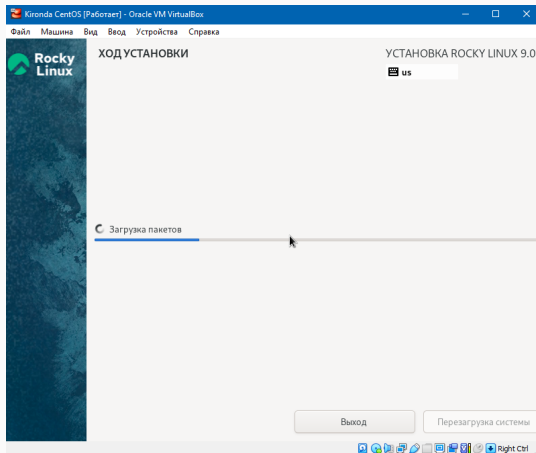 Kironda CentOS [Работает] - Oracle VM VirtualBox
Файл Машина Вид Ввод Устройства Справка
Rocky
Linux
ХОД УСТАНОВКИ
УСТАНОВКА ROCKY LINUX 9.0
us
Загрузка пакетов
Выход
Перезагрузка системы
Right Ctrl